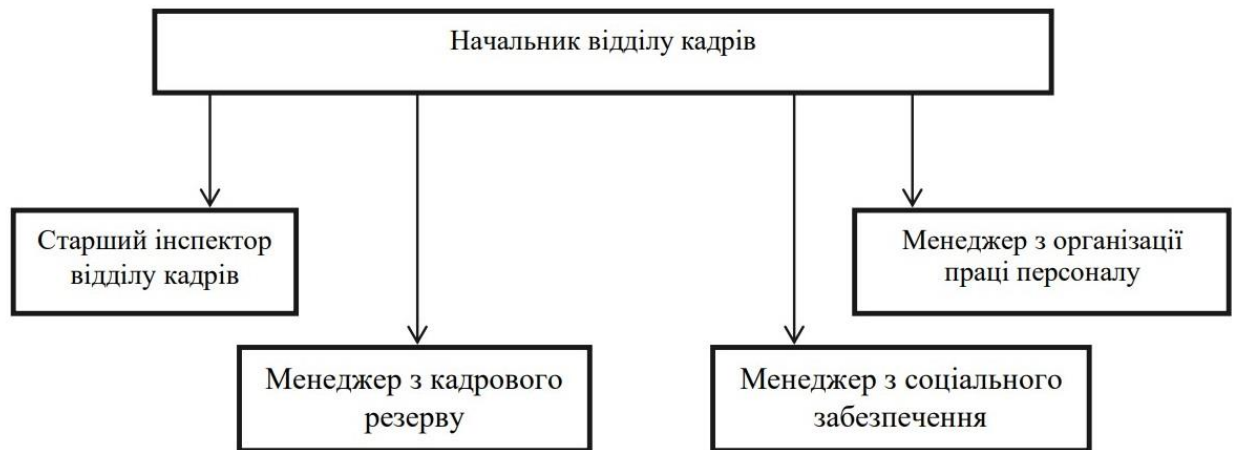 Начальник відділу кадрів
Старший інспектор
відділу кадрів
Менеджер з організації
праці персоналу
Менеджер з кадрового
резерву
Менеджер з соціального
забезпечення